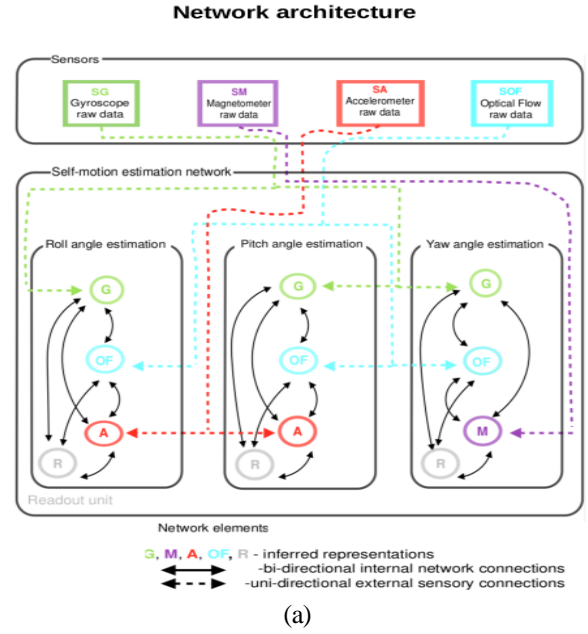 Network architecture
Sensors
SG
Gyroscope
raw data
SM
Magnetometer
raw data
SA
Accelerometer
raw data
SOF
Optical Flow
raw data
Self-motion estimation network
Roll angle estimation
Pitch angle estimation
Yaw angle estimation
G
G
G
OF
OF
OF
A
A
M
R
R
R
Readout unit
Network elements
G, M, A, OF, R - inferred representations
-bi-directional internal network connections
-uni-directional external sensory connections
(a)